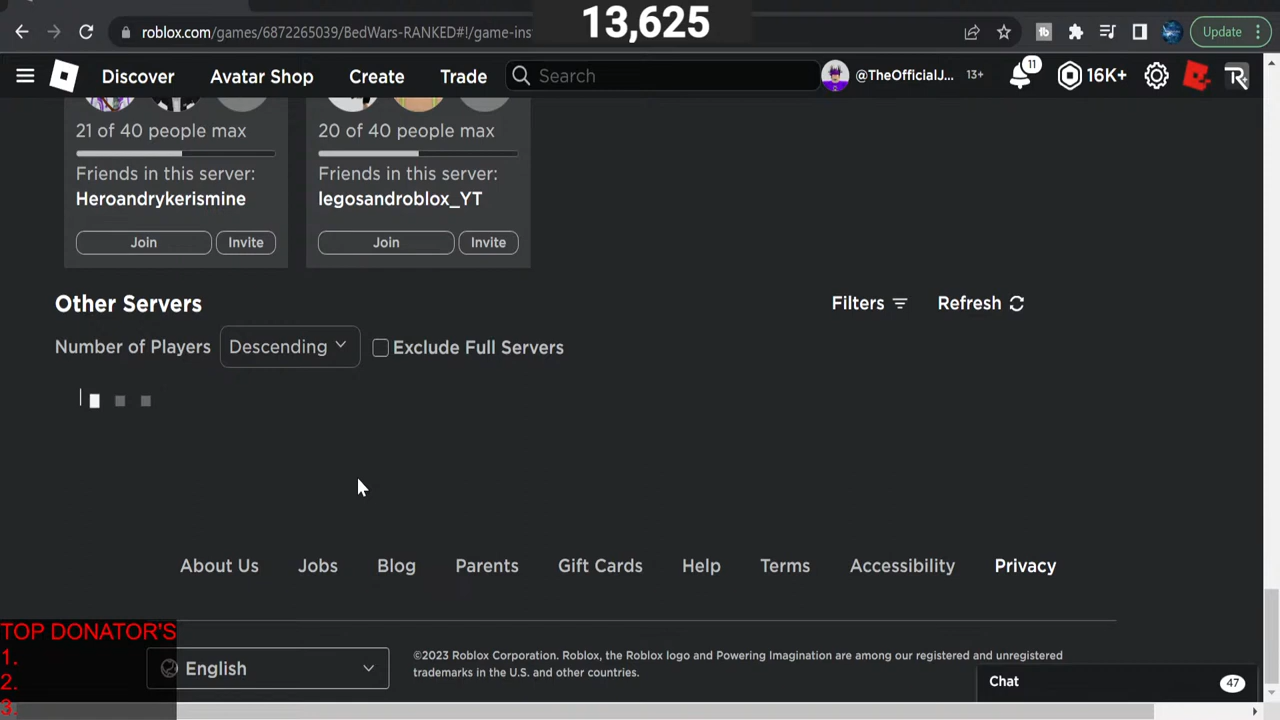 13,625
roblox.com/games/6872265039/BedWars-RANKED#!/game-ins
Update
Discover Avatar Shop Create Trade Search @TheOfficialJ... 13+ 11 16K+
21 of 40 people max
Friends in this server:
Heroandrykerismine
Join Invite
20 of 40 people max
Friends in this server:
legosandroblox_YT
Join Invite
Other Servers
Filters Refresh
Number of Players Descending Exclude Full Servers
About Us Jobs Blog Parents Gift Cards Help Terms Accessibility Privacy
TOP DONATOR'S
1.
2.
3.
English
©2023 Roblox Corporation. Roblox, the Roblox logo and Powering Imagination are among our registered and unregistered
trademarks in the U.S. and other countries.
Chat 47